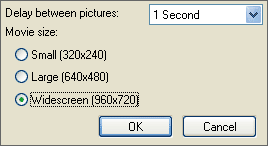 Delay between pictures: 1 Second
Movie size:
Small (320x240)
Large (640x480)
Widescreen (960x720)
OK Cancel